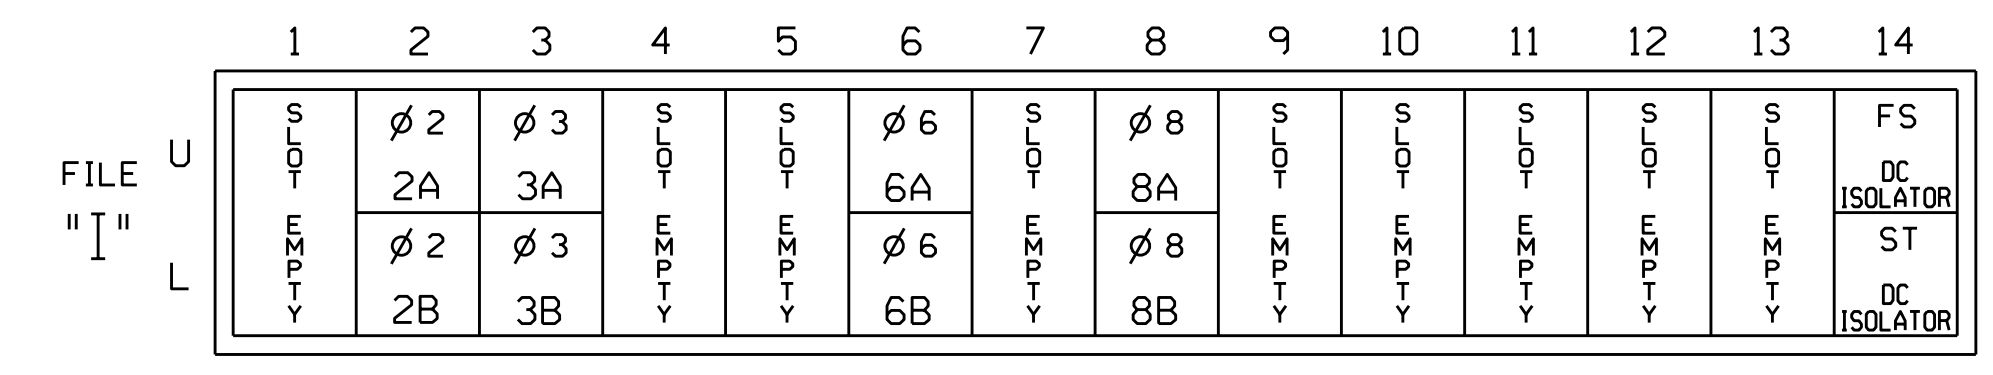 1 2 3 4 5 6 7 8 9 10 11 12 13 14
FILE
"I"
U
L
SLOT EMPTY
Ø 2
2A
Ø 2
2B
Ø 3
3A
Ø 3
3B
SLOT EMPTY
SLOT EMPTY
Ø 6
6A
Ø 6
6B
SLOT EMPTY
Ø 8
8A
Ø 8
8B
SLOT EMPTY
SLOT EMPTY
SLOT EMPTY
SLOT EMPTY
SLOT EMPTY
FS
DC
ISOLATOR
ST
DC
ISOLATOR